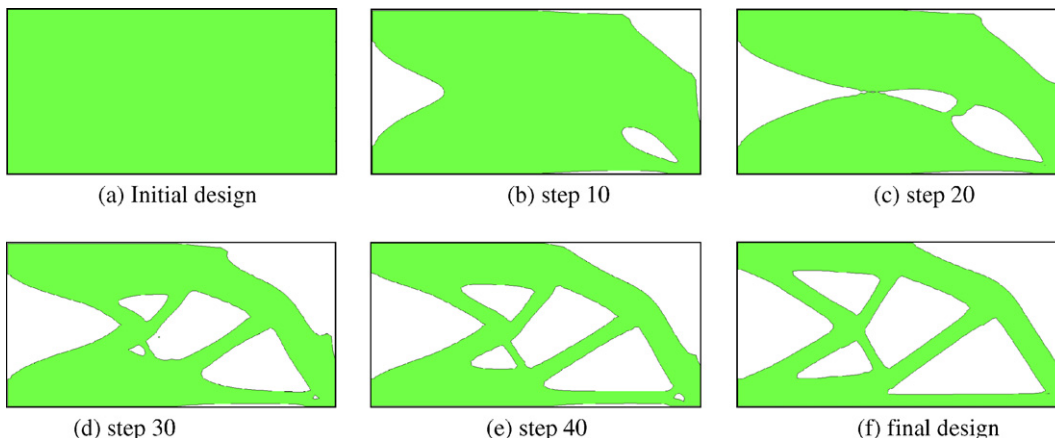 (a) Initial design
(b) step 10
(c) step 20
(d) step 30
(e) step 40
(f) final design